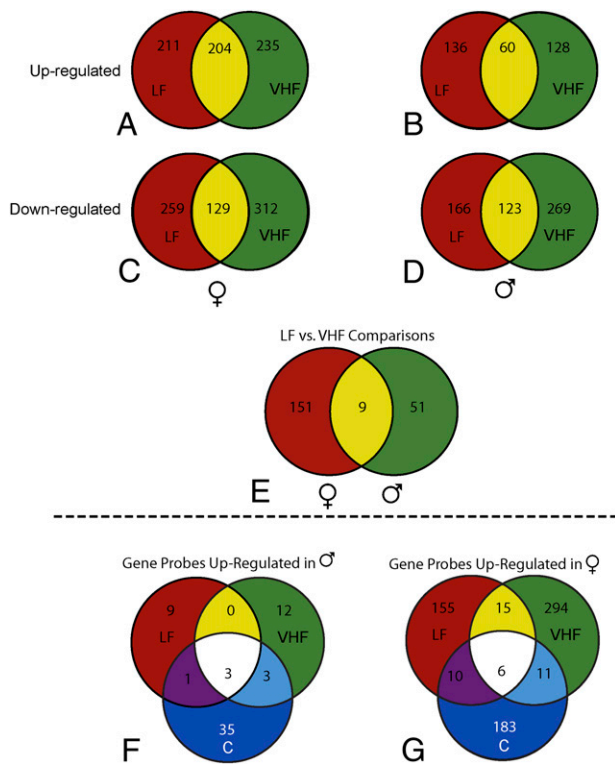 211 204 235 136 60 128
Up-regulated
LF VHF LF VHF
A B
259 129 312 166 123 269
Down-regulated
LF VHF LF VHF
C ♀ D ♂
LF vs. VHF Comparisons
151 9 51
E ♀ ♂
Gene Probes Up-Regulated in ♂ Gene Probes Up-Regulated in ♀
9 0 12 155 15 294
LF VHF LF VHF
1 3 3 10 6 11
35 183
F C G C